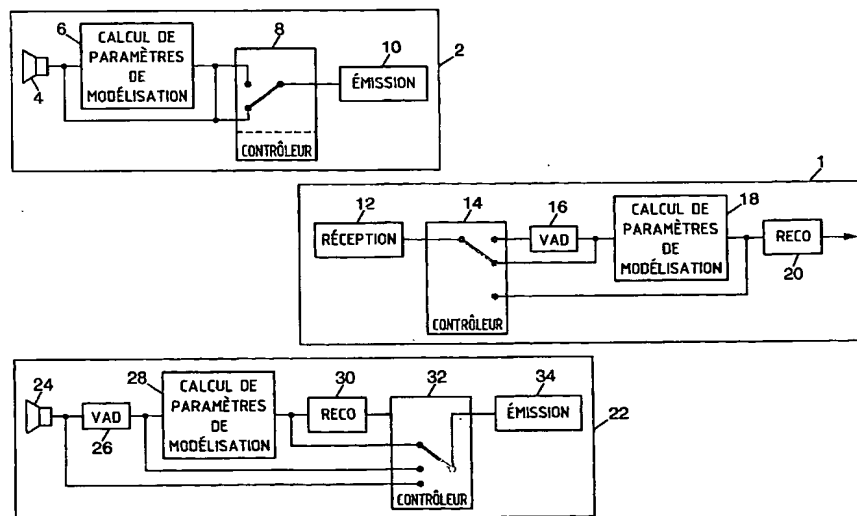 6
CALCUL DE
PARAMÈTRES
DE
MODÉLISATION
4
8
CONTRÔLEUR
10
ÉMISSION
2
1
12
RÉCEPTION
14
CONTRÔLEUR
16
VAD
18
CALCUL DE
PARAMÈTRES
DE
MODÉLISATION
RECO
20
24
VAD
26
28
CALCUL DE
PARAMÈTRES
DE
MODÉLISATION
30
RECO
32
CONTRÔLEUR
34
ÉMISSION
22